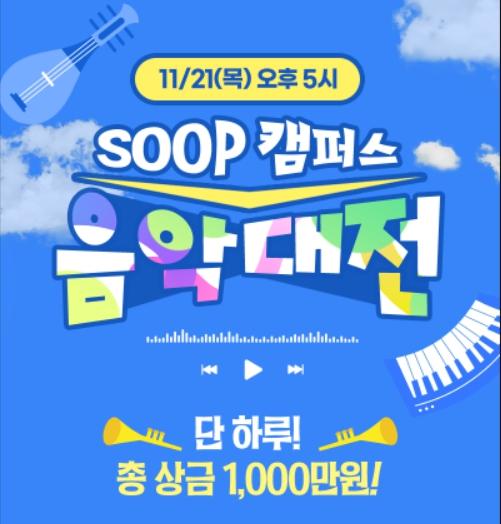 11/21(목) 오후 5시
SOOP 캠퍼스
음악대전
단 하루!
총 상금 1,000만원!